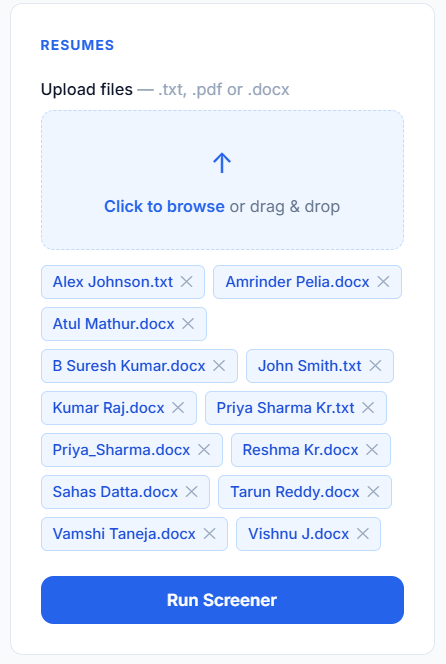 RESUMES
Upload files — .txt, .pdf or .docx
Click to browse or drag & drop
Alex Johnson.txt Amrinder Pelia.docx
Atul Mathur.docx
B Suresh Kumar.docx John Smith.txt
Kumar Raj.docx Priya Sharma Kr.txt
Priya_Sharma.docx Reshma Kr.docx
Sahas Datta.docx Tarun Reddy.docx
Vamshi Taneja.docx Vishnu J.docx
Run Screener